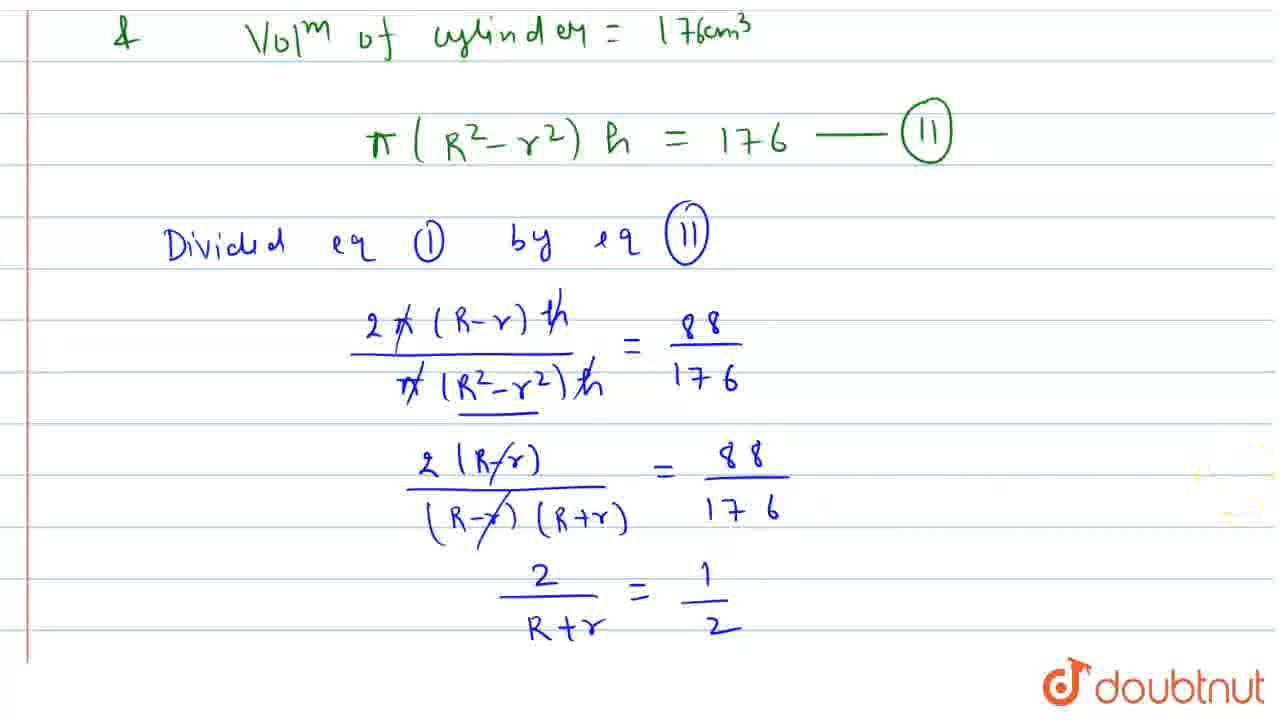 & Volᵐ of cylinder = 176cm³
π (R² - r²) h = 176 — (II)
Divided eq (I) by eq (II)
2π (R-r) h / π (R² - r²) h = 88 / 176
2 (R-r) / (R-r) (R+r) = 88 / 176
2 / R+r = 1 / 2
doubtnut